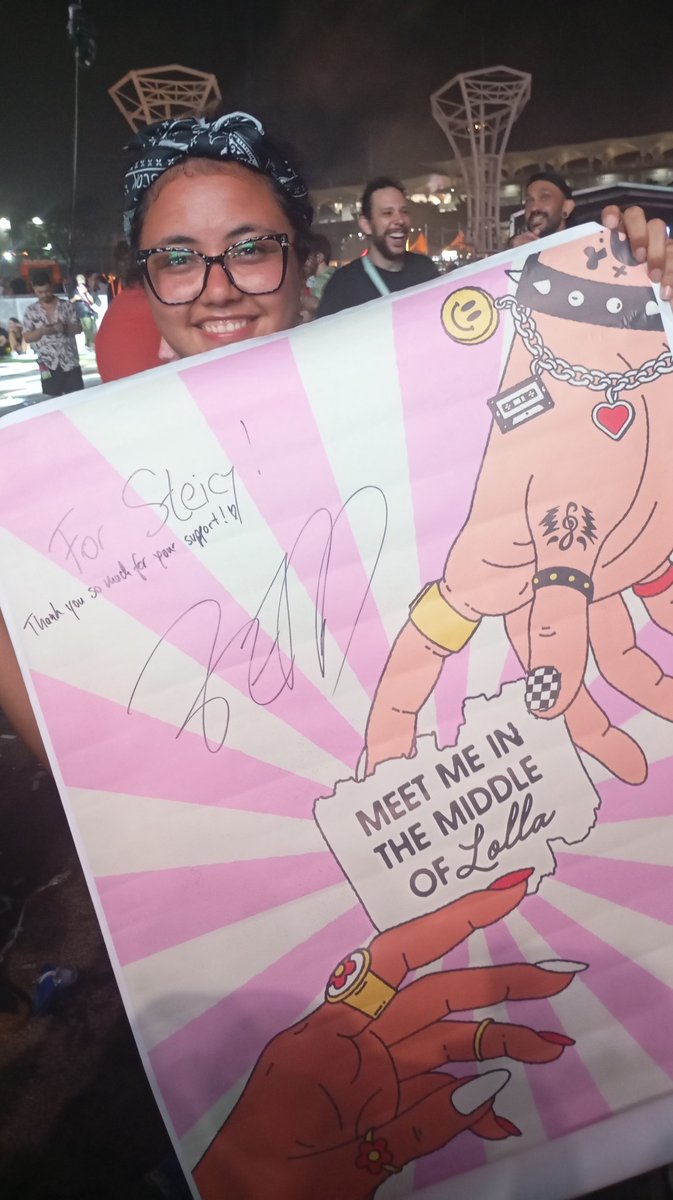 For Steicy!
Thank you so much for your support!
MEET ME IN
THE MIDDLE
OF Lolla